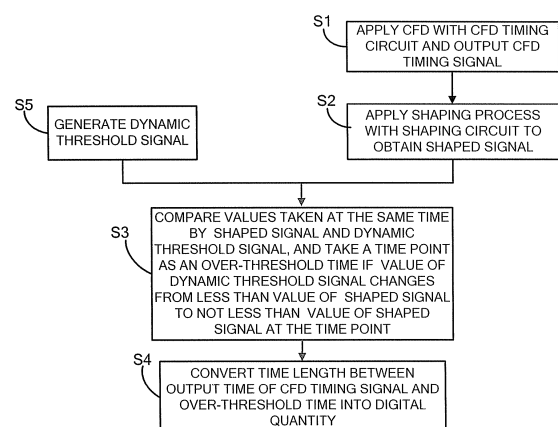 S1
APPLY CFD WITH CFD TIMING
CIRCUIT AND OUTPUT CFD
TIMING SIGNAL
S5
GENERATE DYNAMIC
THRESHOLD SIGNAL
S2
APPLY SHAPING PROCESS
WITH SHAPING CIRCUIT TO
OBTAIN SHAPED SIGNAL
S3
COMPARE VALUES TAKEN AT THE SAME TIME
BY SHAPED SIGNAL AND DYNAMIC
THRESHOLD SIGNAL, AND TAKE A TIME POINT
AS AN OVER-THRESHOLD TIME IF VALUE OF
DYNAMIC THRESHOLD SIGNAL CHANGES
FROM LESS THAN VALUE OF SHAPED SIGNAL
TO NOT LESS THAN VALUE OF SHAPED
SIGNAL AT THE TIME POINT
S4
CONVERT TIME LENGTH BETWEEN
OUTPUT TIME OF CFD TIMING SIGNAL AND
OVER-THRESHOLD TIME INTO DIGITAL
QUANTITY